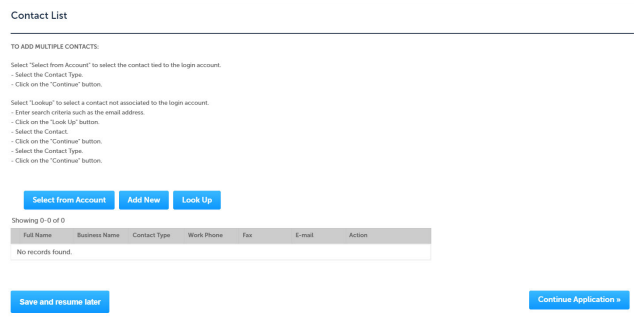 Contact List
TO ADD MULTIPLE CONTACTS:
Select "Select from Account" to select the contact tied to the login account.
- Select the Contact Type.
- Click on the "Continue" button.
Select "Lookup" to select a contact not associated to the login account.
- Enter search criteria such as the email address.
- Click on the "Look Up" button.
- Select the Contact.
- Click on the "Continue" button.
- Select the Contact Type.
- Click on the "Continue" button.
Select from Account Add New Look Up
Showing 0-0 of 0
Full Name Business Name Contact Type Work Phone Fax E-mail Action
No records found.
Save and resume later Continue Application »